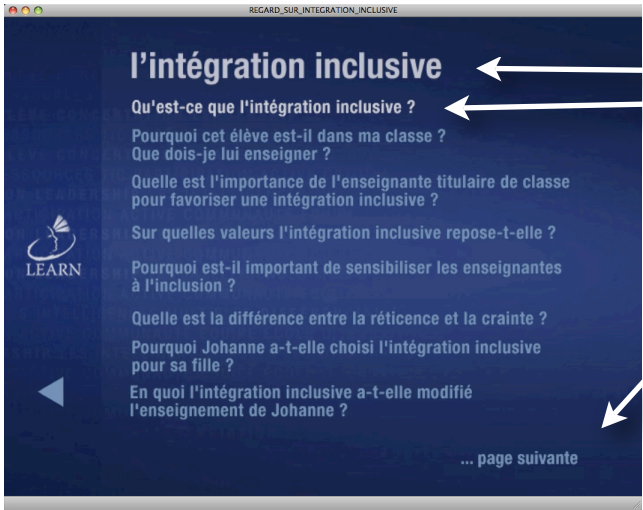 REGARD_SUR_INTEGRATION_INCLUSIVE
l'intégration inclusive
Qu'est-ce que l'intégration inclusive ?
Pourquoi cet élève est-il dans ma classe ?
Que dois-je lui enseigner ?
Quelle est l'importance de l'enseignante titulaire de classe
pour favoriser une intégration inclusive ?
Sur quelles valeurs l'intégration inclusive repose-t-elle ?
LEARN
Pourquoi est-il important de sensibiliser les enseignantes
à l'inclusion ?
Quelle est la différence entre la réticence et la crainte ?
Pourquoi Johanne a-t-elle choisi l'intégration inclusive
pour sa fille ?
En quoi l'intégration inclusive a-t-elle modifié
l'enseignement de Johanne ?
... page suivante